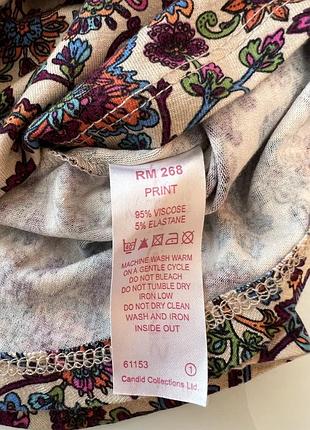 RM 268
PRINT
95% VISCOSE
5% ELASTANE
MACHINE WASH WARM
ON A GENTLE CYCLE
DO NOT BLEACH
DO NOT TUMBLE DRY
IRON LOW
DO NOT DRY CLEAN
WASH AND IRON
INSIDE OUT
61153 1
Candid Collections Ltd.